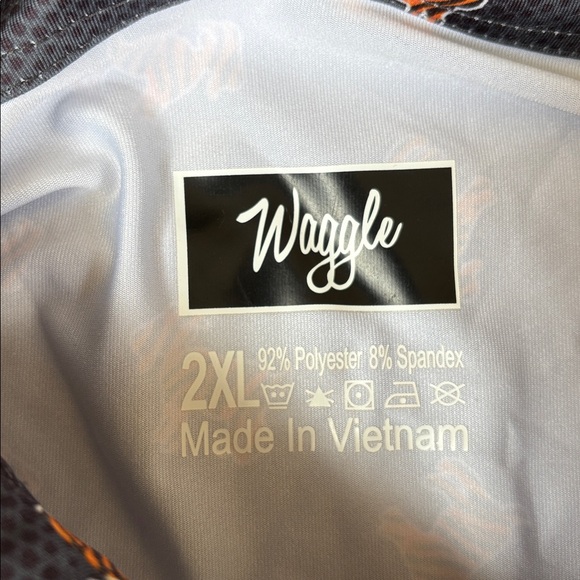 Waggle
2XL 92% Polyester 8% Spandex
Made In Vietnam